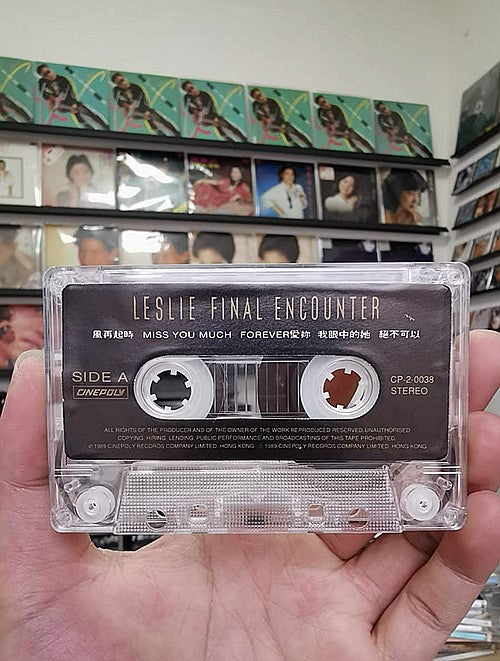 LESLIE FINAL ENCOUNTER
風再起時 MISS YOU MUCH FOREVER愛妳 我眼中的她 絕不可以
SIDE A
CINEPOLY
CP-2-0038
STEREO
ALL RIGHTS OF THE PRODUCER AND OF THE OWNER OF THE WORK REPRODUCED RESERVED. UNAUTHORISED
COPYING, HIRING, LENDING, PUBLIC PERFORMANCE AND BROADCASTING OF THIS TAPE PROHIBITED.
℗ 1989 CINEPOLY RECORDS COMPANY LIMITED, HONG KONG © 1989 CINEPOLY RECORDS COMPANY LIMITED, HONG KONG